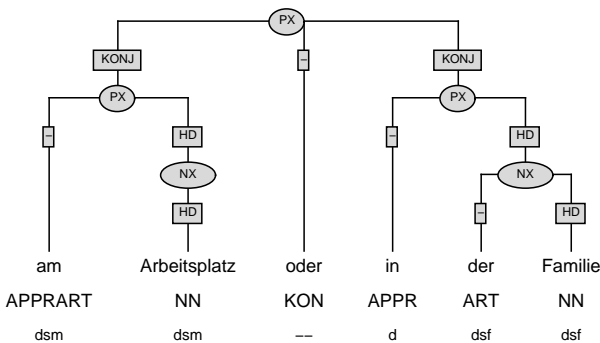 PX
KONJ – KONJ
PX PX
– HD – HD
NX NX
HD – HD
am Arbeitsplatz oder in der Familie
APPRART NN KON APPR ART NN
dsm dsm –– d dsf dsf